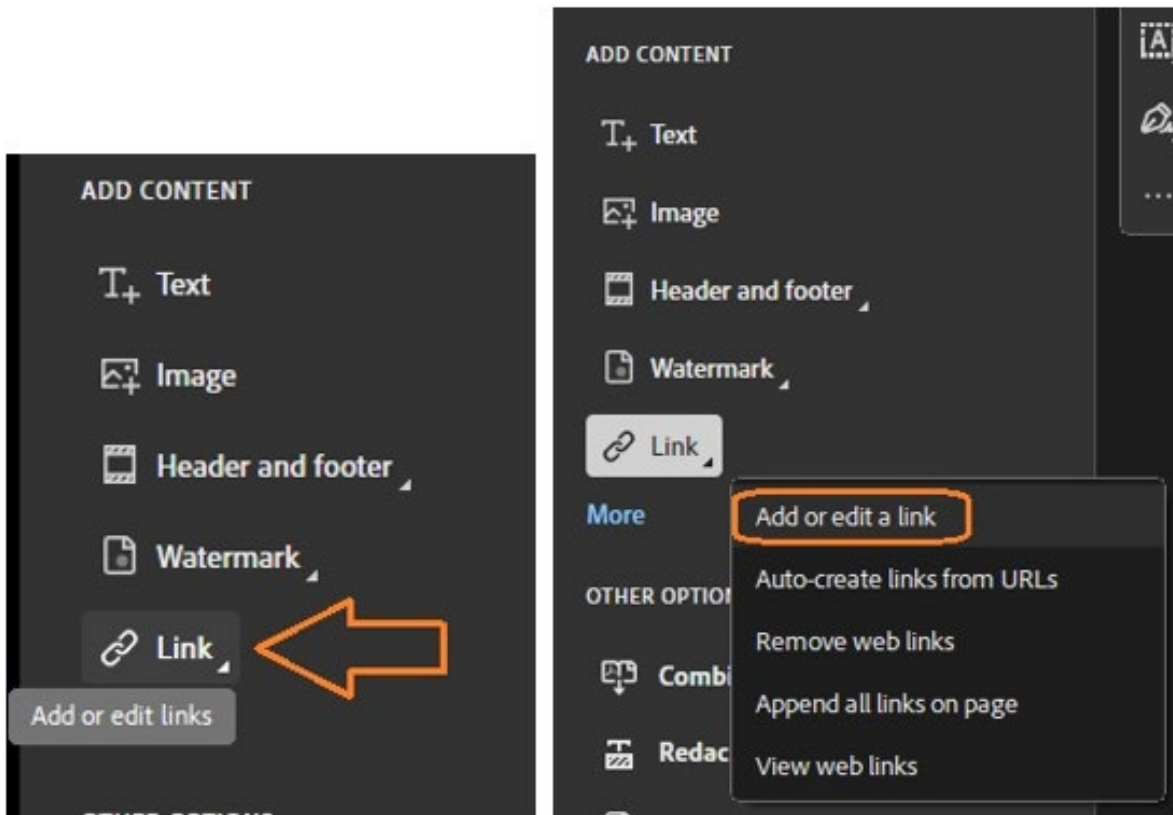 ADD CONTENT
Text
Image
Header and footer
Watermark
Link
Add or edit links
ADD CONTENT
Text
Image
Header and footer
Watermark
Link
More
Add or edit a link
Auto-create links from URLs
OTHER OPTIO
Remove web links
Combi
Append all links on page
Redac
View web links